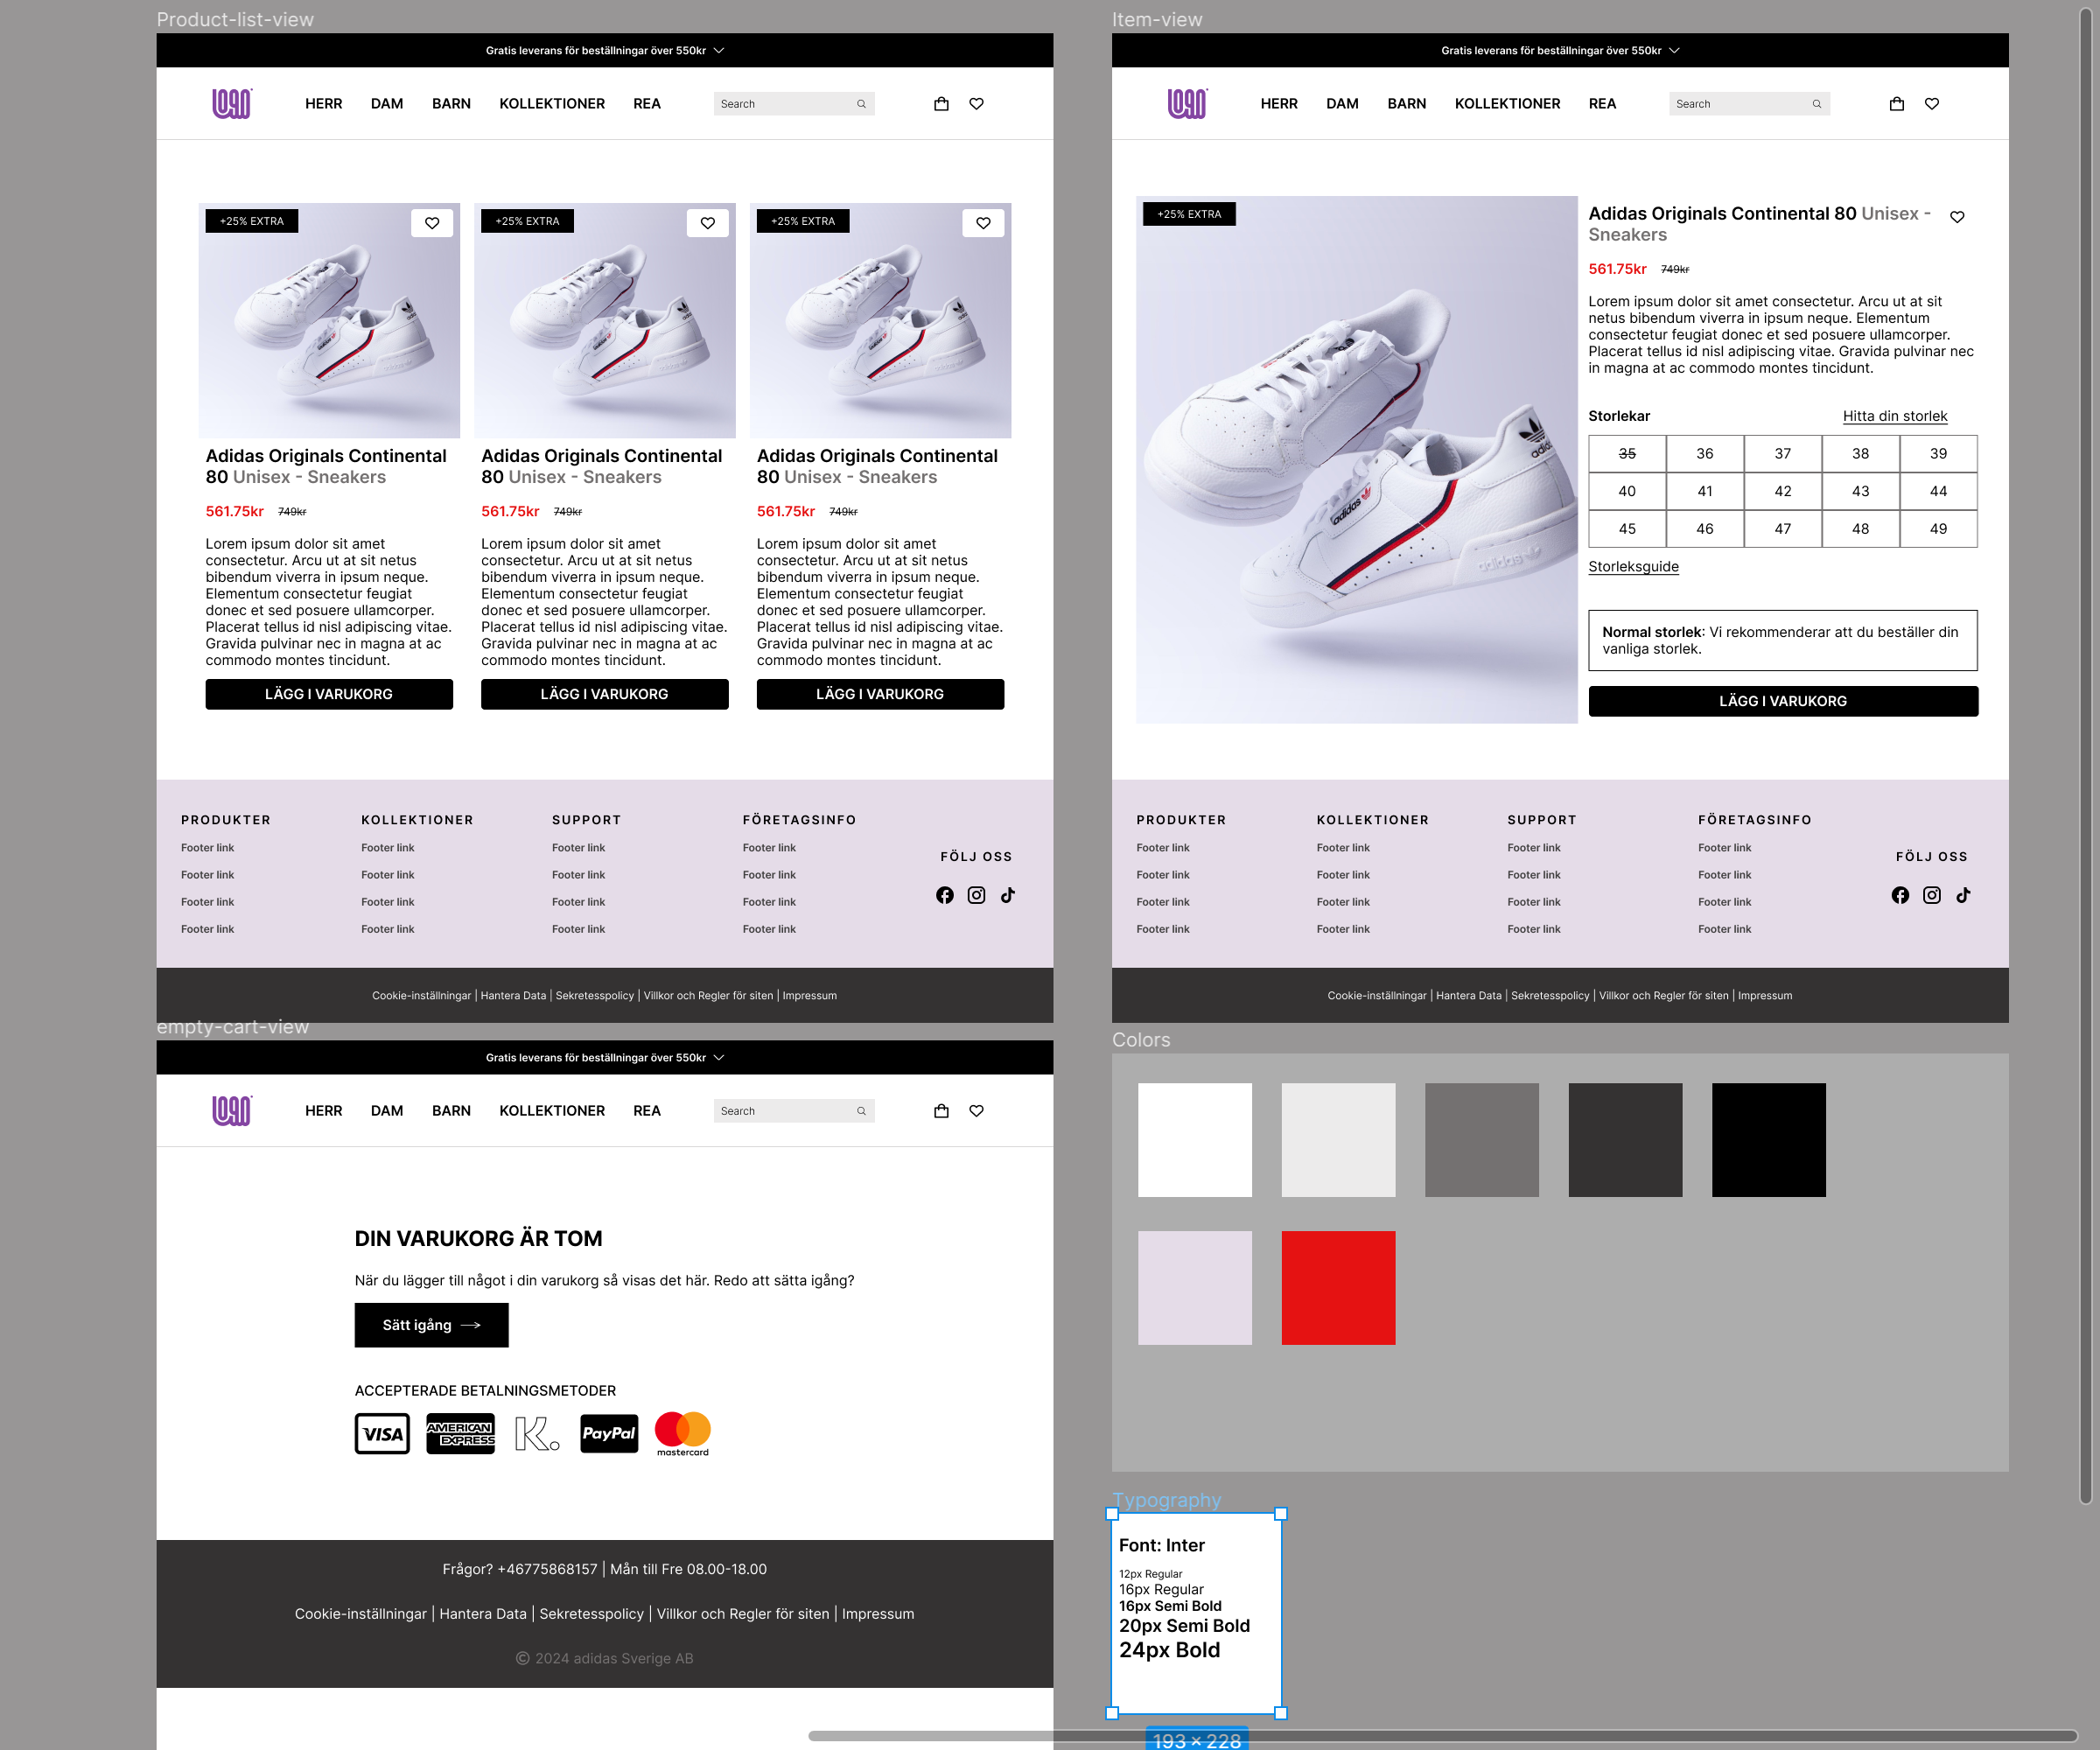 Product-list-view
Gratis leverans för beställningar över 550kr
LOGO
HERR DAM BARN KOLLEKTIONER REA
Search
+25% EXTRA
adidas
Adidas Originals Continental
80 Unisex - Sneakers
561.75kr 749kr
Lorem ipsum dolor sit amet
consectetur. Arcu ut at sit netus
bibendum viverra in ipsum neque.
Elementum consectetur feugiat
donec et sed posuere ullamcorper.
Placerat tellus id nisl adipiscing vitae.
Gravida pulvinar nec in magna at ac
commodo montes tincidunt.
LÄGG I VARUKORG
+25% EXTRA
adidas
Adidas Originals Continental
80 Unisex - Sneakers
561.75kr 749kr
Lorem ipsum dolor sit amet
consectetur. Arcu ut at sit netus
bibendum viverra in ipsum neque.
Elementum consectetur feugiat
donec et sed posuere ullamcorper.
Placerat tellus id nisl adipiscing vitae.
Gravida pulvinar nec in magna at ac
commodo montes tincidunt.
LÄGG I VARUKORG
+25% EXTRA
adidas
Adidas Originals Continental
80 Unisex - Sneakers
561.75kr 749kr
Lorem ipsum dolor sit amet
consectetur. Arcu ut at sit netus
bibendum viverra in ipsum neque.
Elementum consectetur feugiat
donec et sed posuere ullamcorper.
Placerat tellus id nisl adipiscing vitae.
Gravida pulvinar nec in magna at ac
commodo montes tincidunt.
LÄGG I VARUKORG
PRODUKTER
Footer link
Footer link
Footer link
Footer link
KOLLEKTIONER
Footer link
Footer link
Footer link
Footer link
SUPPORT
Footer link
Footer link
Footer link
Footer link
FÖRETAGSINFO
Footer link
Footer link
Footer link
Footer link
FÖLJ OSS
Cookie-inställningar | Hantera Data | Sekretesspolicy | Villkor och Regler för siten | Impressum
Item-view
Gratis leverans för beställningar över 550kr
LOGO
HERR DAM BARN KOLLEKTIONER REA
Search
+25% EXTRA
adidas
adidas
adidas
Adidas Originals Continental 80 Unisex -
Sneakers
561.75kr 749kr
Lorem ipsum dolor sit amet consectetur. Arcu ut at sit
netus bibendum viverra in ipsum neque. Elementum
consectetur feugiat donec et sed posuere ullamcorper.
Placerat tellus id nisl adipiscing vitae. Gravida pulvinar nec
in magna at ac commodo montes tincidunt.
Storlekar Hitta din storlek
35 36 37 38 39
40 41 42 43 44
45 46 47 48 49
Storleksguide
Normal storlek: Vi rekommenderar att du beställer din
vanliga storlek.
LÄGG I VARUKORG
PRODUKTER
Footer link
Footer link
Footer link
Footer link
KOLLEKTIONER
Footer link
Footer link
Footer link
Footer link
SUPPORT
Footer link
Footer link
Footer link
Footer link
FÖRETAGSINFO
Footer link
Footer link
Footer link
Footer link
FÖLJ OSS
Cookie-inställningar | Hantera Data | Sekretesspolicy | Villkor och Regler för siten | Impressum
empty-cart-view
Gratis leverans för beställningar över 550kr
LOGO
HERR DAM BARN KOLLEKTIONER REA
Search
DIN VARUKORG ÄR TOM
När du lägger till något i din varukorg så visas det här. Redo att sätta igång?
Sätt igång
ACCEPTERADE BETALNINGSMETODER
VISA
AMERICAN
EXPRESS
K.
PayPal
mastercard
Frågor? +46775868157 | Mån till Fre 08.00-18.00
Cookie-inställningar | Hantera Data | Sekretesspolicy | Villkor och Regler för siten | Impressum
© 2024 adidas Sverige AB
Colors
Typography
Font: Inter
12px Regular
16px Regular
16px Semi Bold
20px Semi Bold
24px Bold
193 × 228